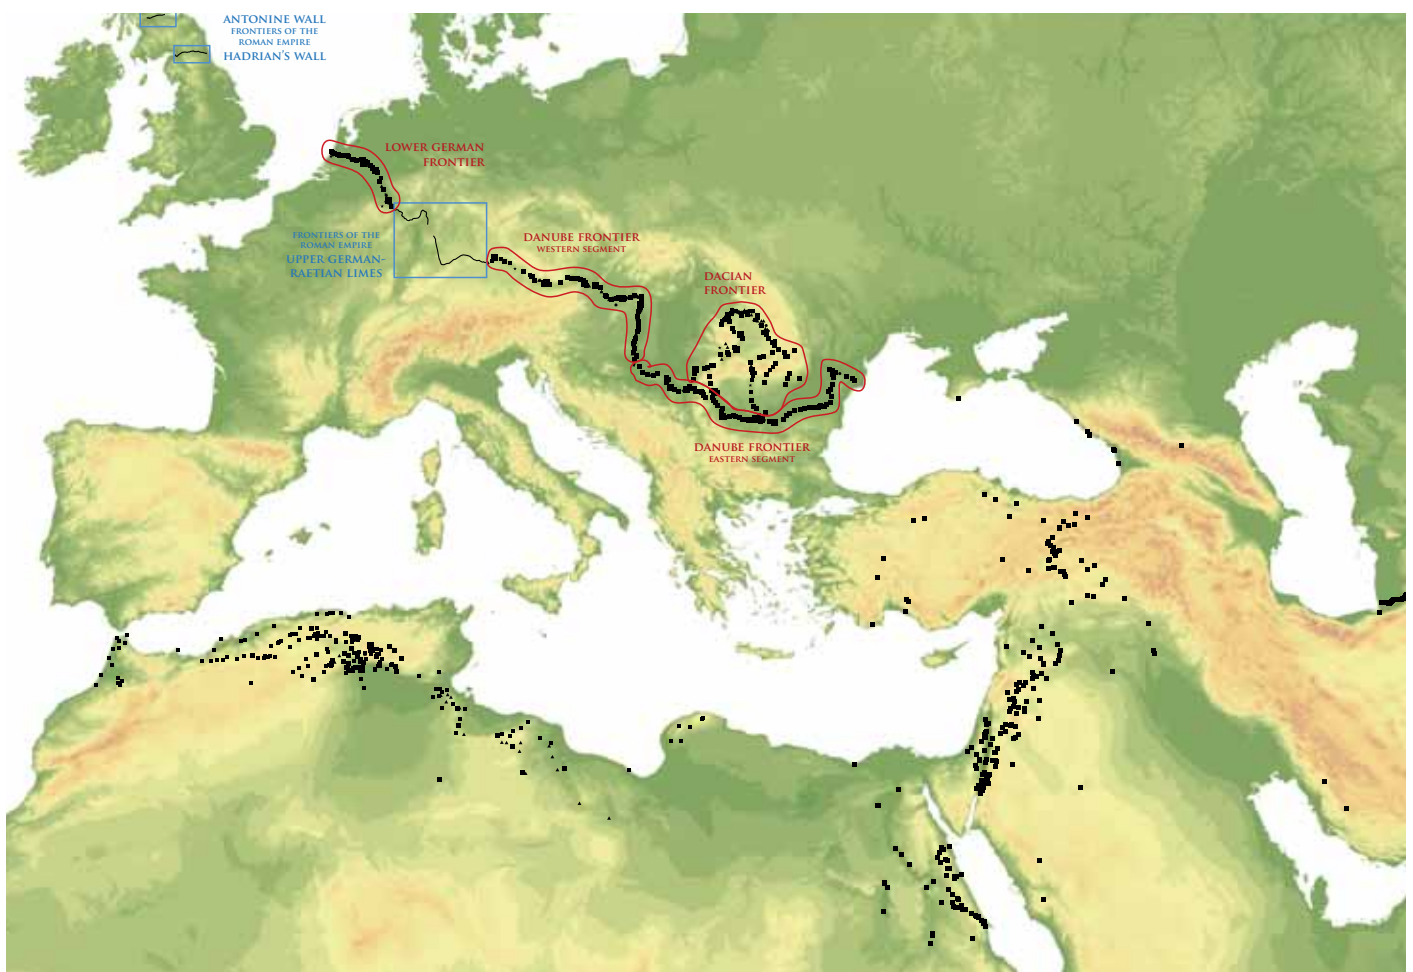 ANTONINE WALL
FRONTIERS OF THE
ROMAN EMPIRE
HADRIAN'S WALL
LOWER GERMAN
FRONTIER
FRONTIERS OF THE
ROMAN EMPIRE
UPPER GERMAN-
RAETIAN LIMES
DANUBE FRONTIER
WESTERN SEGMENT
DACIAN
FRONTIER
DANUBE FRONTIER
EASTERN SEGMENT